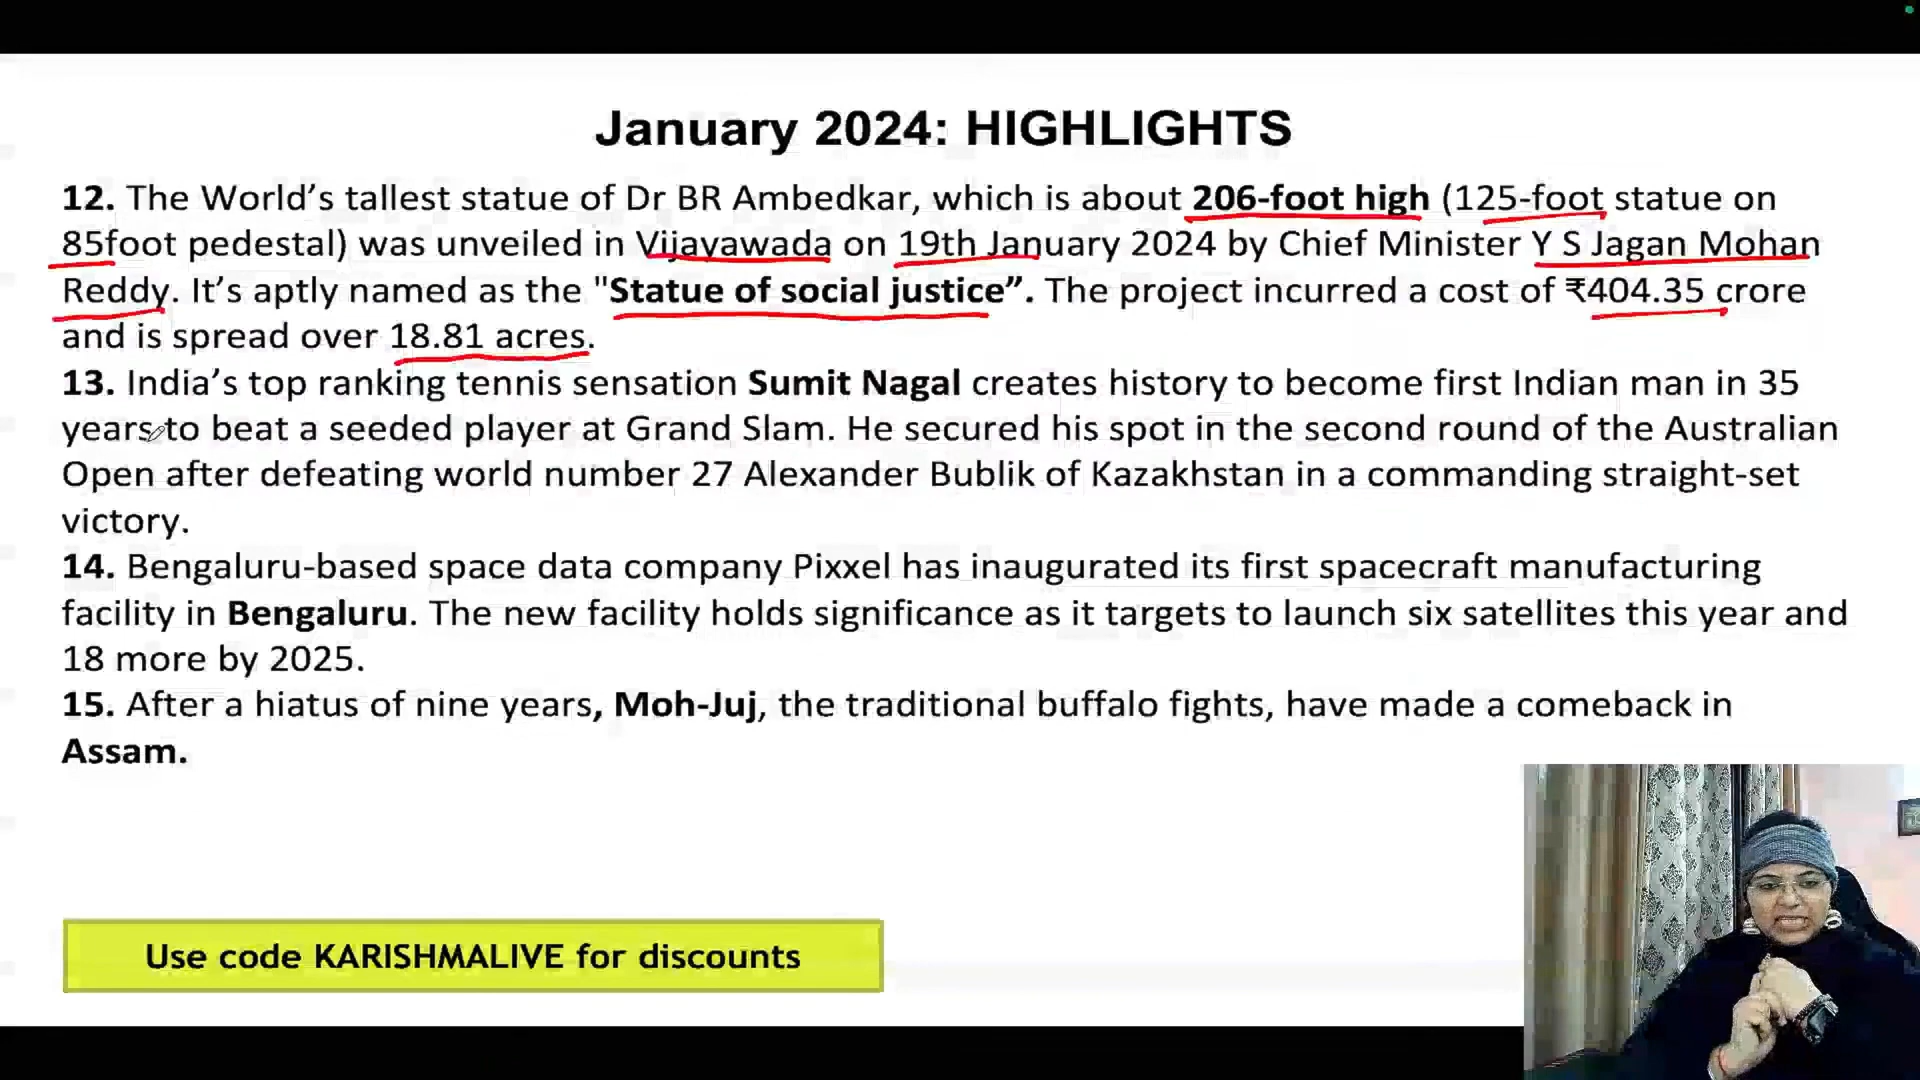 January 2024: HIGHLIGHTS
12. The World’s tallest statue of Dr BR Ambedkar, which is about 206-foot high (125-foot statue on
85foot pedestal) was unveiled in Vijayawada on 19th January 2024 by Chief Minister Y S Jagan Mohan
Reddy. It’s aptly named as the "Statue of social justice”. The project incurred a cost of ₹404.35 crore
and is spread over 18.81 acres.
13. India’s top ranking tennis sensation Sumit Nagal creates history to become first Indian man in 35
years to beat a seeded player at Grand Slam. He secured his spot in the second round of the Australian
Open after defeating world number 27 Alexander Bublik of Kazakhstan in a commanding straight-set
victory.
14. Bengaluru-based space data company Pixxel has inaugurated its first spacecraft manufacturing
facility in Bengaluru. The new facility holds significance as it targets to launch six satellites this year and
18 more by 2025.
15. After a hiatus of nine years, Moh-Juj, the traditional buffalo fights, have made a comeback in
Assam.
Use code KARISHMALIVE for discounts